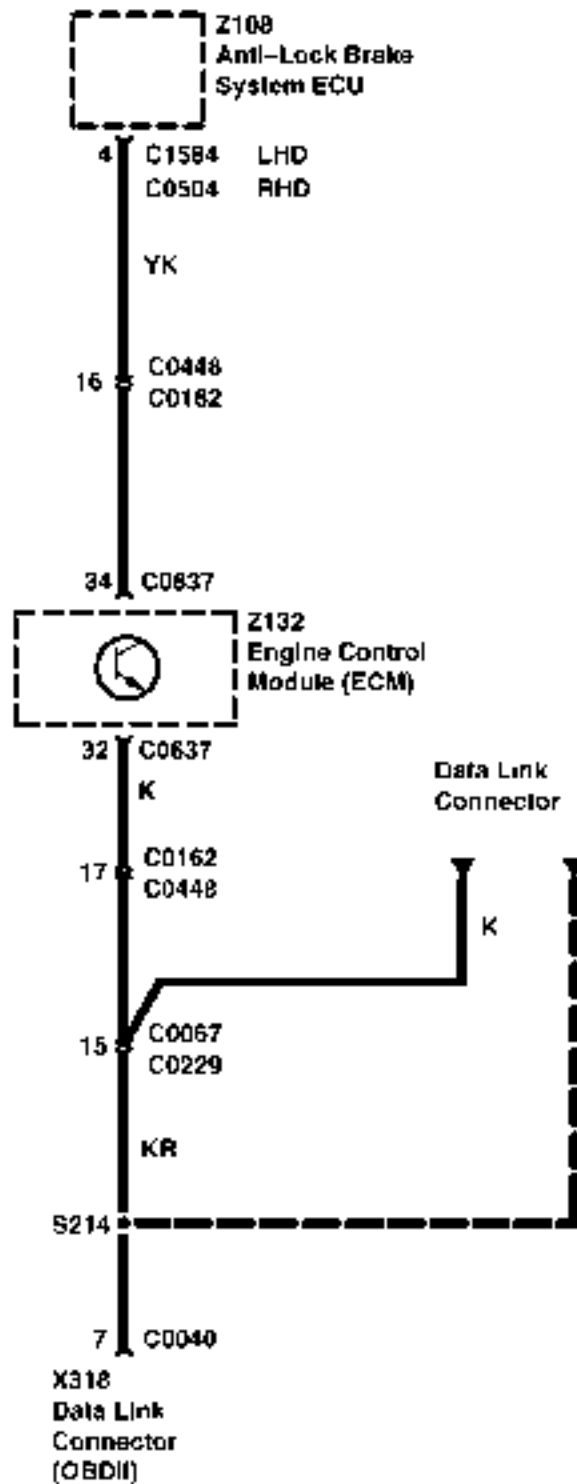 Z108
Anti-Lock Brake
System ECU
4 C1584 LHD
C0504 RHD
YK
16 C0448
C0162
34 C0637
Z132
Engine Control
Module (ECM)
32 C0637
K
Data Link
Connector
17 C0162
C0448
K
15 C0067
C0229
KR
S214
7 C0040
X318
Data Link
Connector
(OBDII)